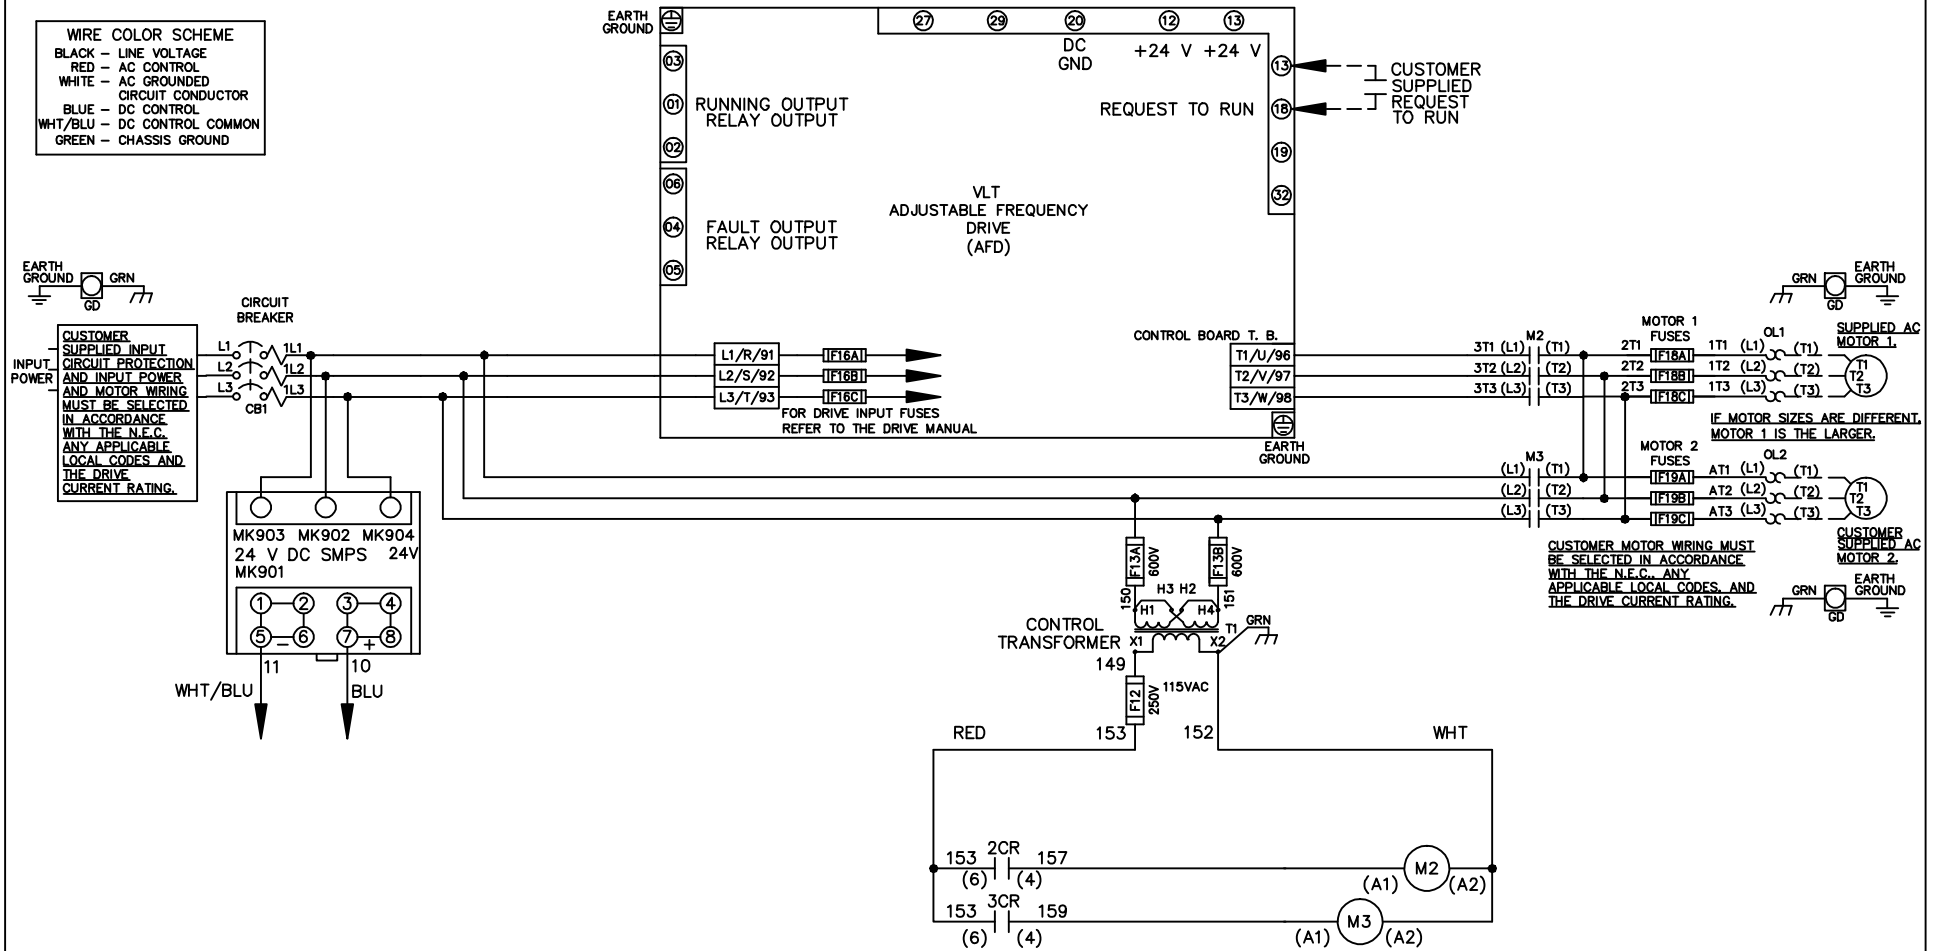 WIRE COLOR SCHEME
BLACK – LINE VOLTAGE
RED – AC CONTROL
WHITE – AC GROUNDED
CIRCUIT CONDUCTOR
BLUE – DC CONTROL
WHT/BLU – DC CONTROL COMMON
GREEN – CHASSIS GROUND
EARTH
GROUND
27 29 20 12 13
DC
GND
+24 V +24 V
03
01
02
RUNNING OUTPUT
RELAY OUTPUT
06
04
05
FAULT OUTPUT
RELAY OUTPUT
VLT
ADJUSTABLE FREQUENCY
DRIVE
(AFD)
REQUEST TO RUN
13
18
19
32
CUSTOMER
SUPPLIED
REQUEST
TO RUN
EARTH
GROUND
GRN
GD
INPUT
POWER
CUSTOMER
SUPPLIED INPUT
CIRCUIT PROTECTION
AND INPUT POWER
AND MOTOR WIRING
MUST BE SELECTED
IN ACCORDANCE
WITH THE N.E.C.
ANY APPLICABLE
LOCAL CODES AND
THE DRIVE
CURRENT RATING.
CIRCUIT
BREAKER
L1 1L1
L2 1L2
L3 1L3
CB1
L1/R/91 F16A
L2/S/92 F16B
L3/T/93 F16C
FOR DRIVE INPUT FUSES
REFER TO THE DRIVE MANUAL
CONTROL BOARD T. B.
T1/U/96
T2/V/97
T3/W/98
EARTH
GROUND
M2
3T1 (L1) (T1)
3T2 (L2) (T2)
3T3 (L3) (T3)
MOTOR 1
FUSES
2T1 F18A 1T1 (L1) (T1)
2T2 F18B 1T2 (L2) (T2)
2T3 F18C 1T3 (L3) (T3)
OL1
GRN
GD
EARTH
GROUND
SUPPLIED AC
MOTOR 1.
T1
T2
T3
IF MOTOR SIZES ARE DIFFERENT,
MOTOR 1 IS THE LARGER.
M3
(L1) (T1)
(L2) (T2)
(L3) (T3)
MOTOR 2
FUSES
F19A AT1 (L1) (T1)
F19B AT2 (L2) (T2)
F19C AT3 (L3) (T3)
OL2
T1
T2
T3
CUSTOMER
SUPPLIED AC
MOTOR 2.
CUSTOMER MOTOR WIRING MUST
BE SELECTED IN ACCORDANCE
WITH THE N.E.C., ANY
APPLICABLE LOCAL CODES, AND
THE DRIVE CURRENT RATING.
GRN
GD
EARTH
GROUND
MK903 MK902 MK904
24 V DC SMPS 24V
MK901
1 2 3 4
5 – 6 7 + 8
11 10
WHT/BLU BLU
F13A 600V
F13B 600V
150 151
H3 H2
H1 H4
CONTROL
TRANSFORMER
X1 X2
T1
GRN
149
F12 250V
115VAC
153 152
RED WHT
153 2CR 157
(6) (4)
M2
(A1) (A2)
153 3CR 159
(6) (4)
M3
(A1) (A2)